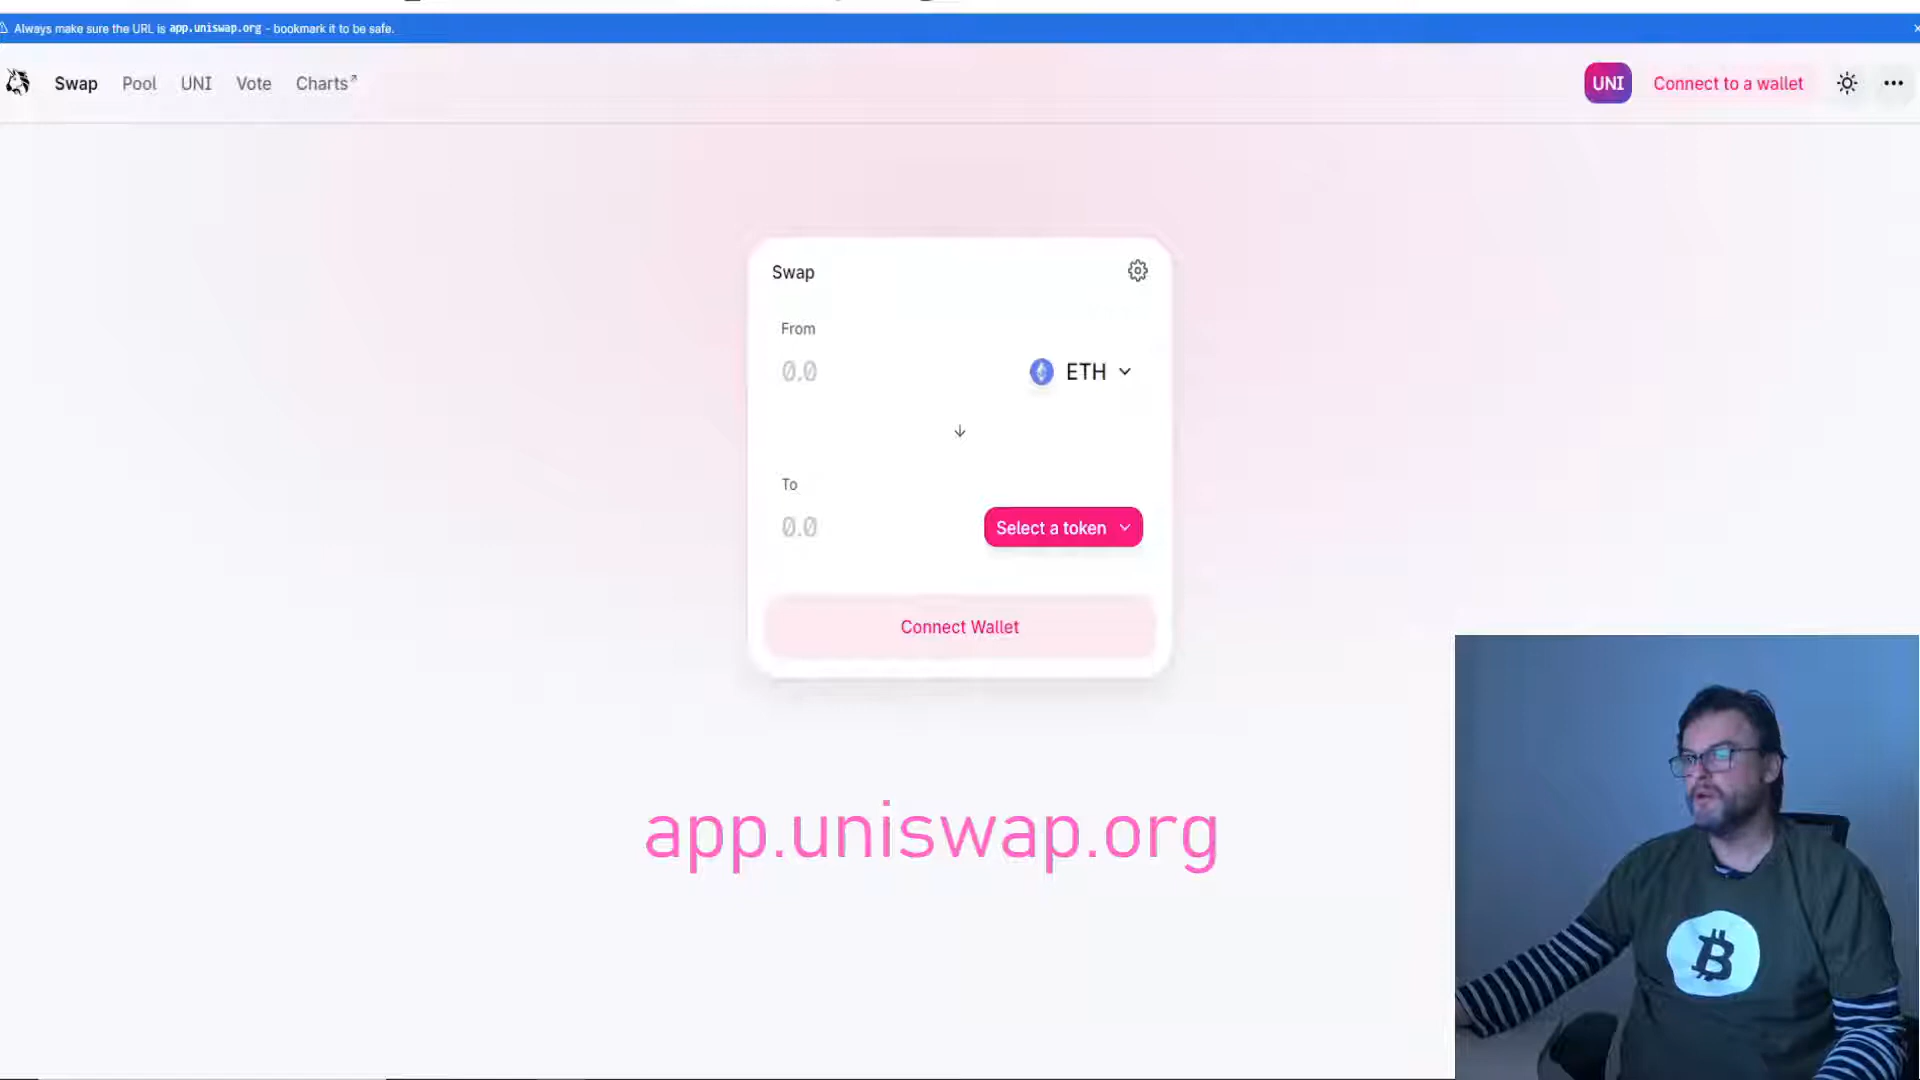 Always make sure the URL is app.uniswap.org - bookmark it to be safe.
Swap Pool UNI Vote Charts↗ UNI Connect to a wallet
Swap
From
0.0 ETH
To
0.0 Select a token
Connect Wallet
app.uniswap.org